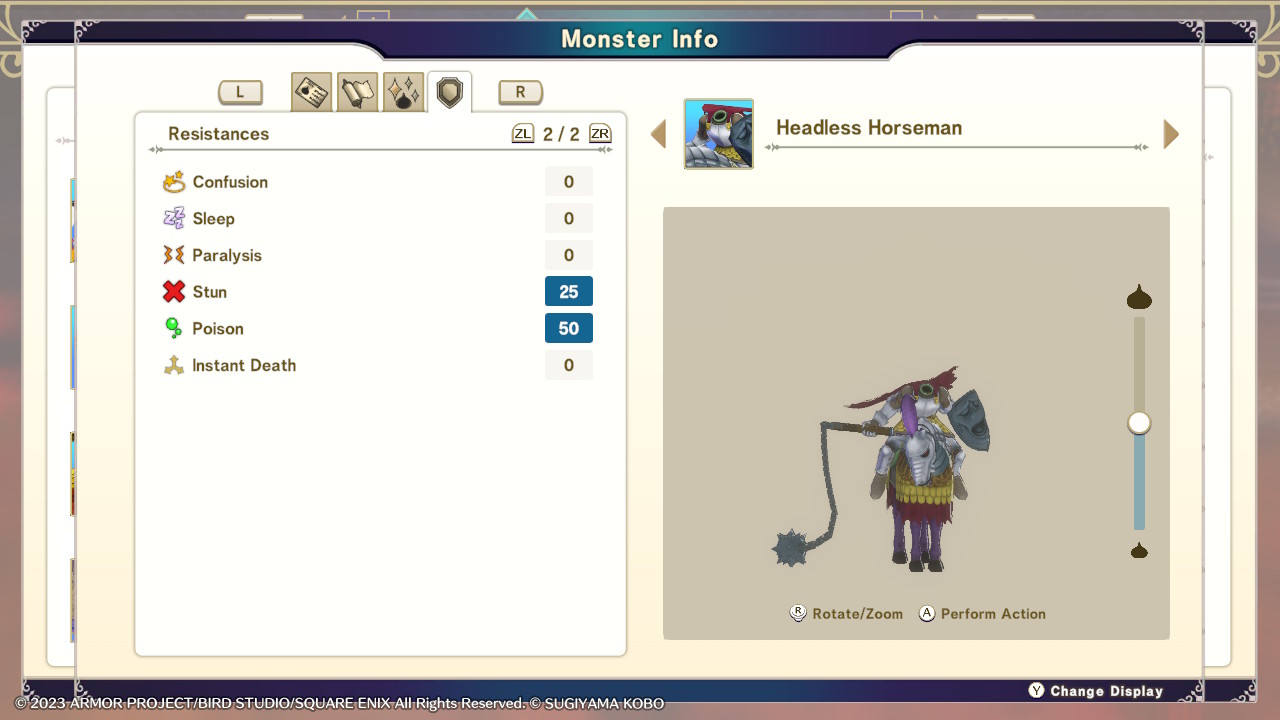 Monster Info
L
R
Resistances
ZL 2 / 2 ZR
Confusion 0
Sleep 0
Paralysis 0
Stun 25
Poison 50
Instant Death 0
Headless Horseman
R Rotate/Zoom A Perform Action
Y Change Display
© 2023 ARMOR PROJECT/BIRD STUDIO/SQUARE ENIX All Rights Reserved. © SUGIYAMA KOBO